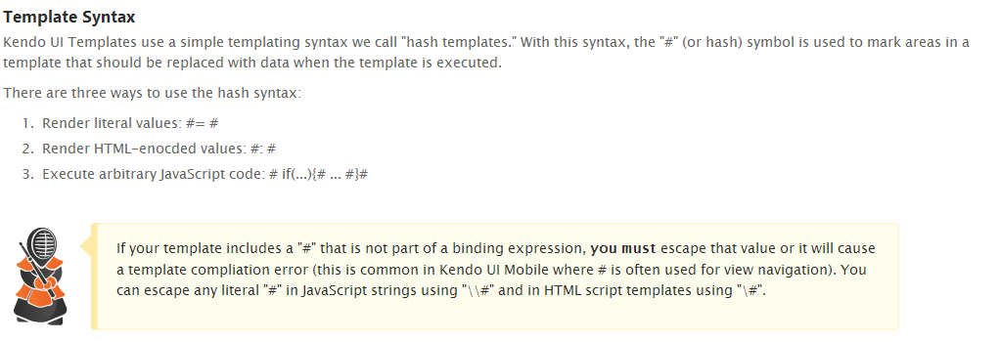 Template Syntax
Kendo UI Templates use a simple templating syntax we call "hash templates." With this syntax, the "#" (or hash) symbol is used to mark areas in a
template that should be replaced with data when the template is executed.
There are three ways to use the hash syntax:
1. Render literal values: #= #
2. Render HTML-enocded values: #: #
3. Execute arbitrary JavaScript code: # if(...){# ... #}#
If your template includes a "#" that is not part of a binding expression, you must escape that value or it will cause
a template compliation error (this is common in Kendo UI Mobile where # is often used for view navigation). You
can escape any literal "#" in JavaScript strings using "\\#" and in HTML script templates using "\#".